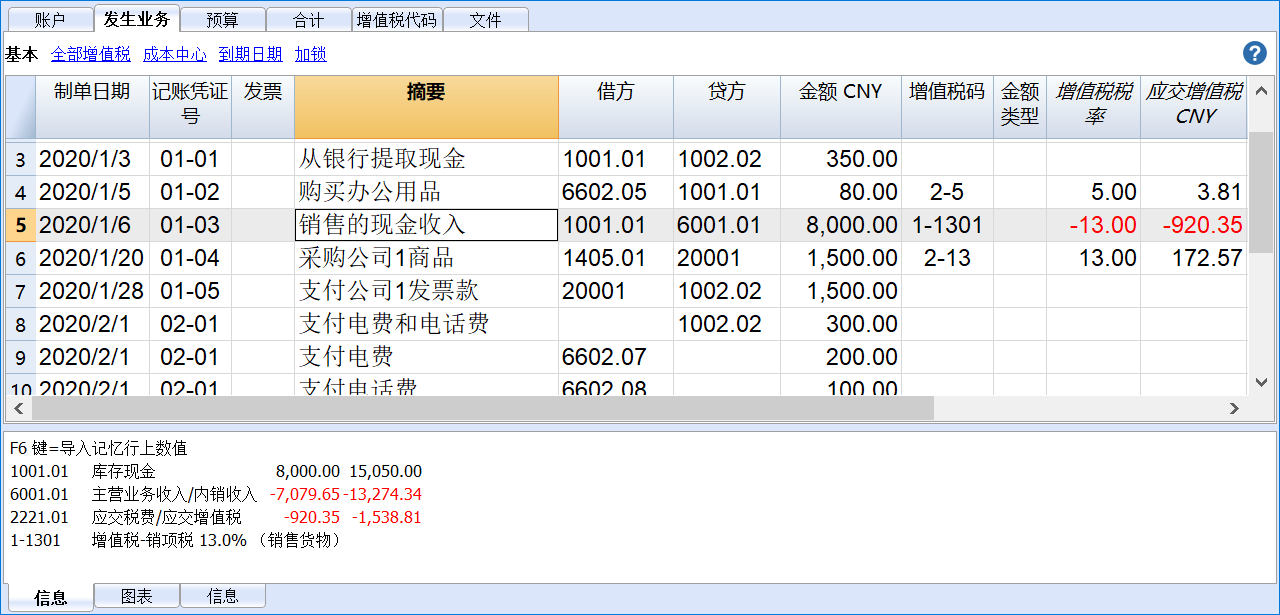 账户 发生业务 预算 合计 增值税代码 文件
基本 全部增值税 成本中心 到期日期 加锁 ?
制单日期 记账凭证号 发票 摘要 借方 贷方 金额 CNY 增值税码 金额类型 增值税税率 应交增值税 CNY
3 2020/1/3 01-01 从银行提取现金 1001.01 1002.02 350.00
4 2020/1/5 01-02 购买办公用品 6602.05 1001.01 80.00 2-5 5.00 3.81
5 2020/1/6 01-03 销售的现金收入 1001.01 6001.01 8,000.00 1-1301 -13.00 -920.35
6 2020/1/20 01-04 采购公司1商品 1405.01 20001 1,500.00 2-13 13.00 172.57
7 2020/1/28 01-05 支付公司1发票款 20001 1002.02 1,500.00
8 2020/2/1 02-01 支付电费和电话费 1002.02 300.00
9 2020/2/1 02-01 支付电费 6602.07 200.00
10 2020/2/1 02-01 支付电话费 6602.08 100.00
F6 键=导入记忆行上数值
1001.01 库存现金 8,000.00 15,050.00
6001.01 主营业务收入/内销收入 -7,079.65 -13,274.34
2221.01 应交税费/应交增值税 -920.35 -1,538.81
1-1301 增值税-销项税 13.0% （销售货物）
信息 图表 信息